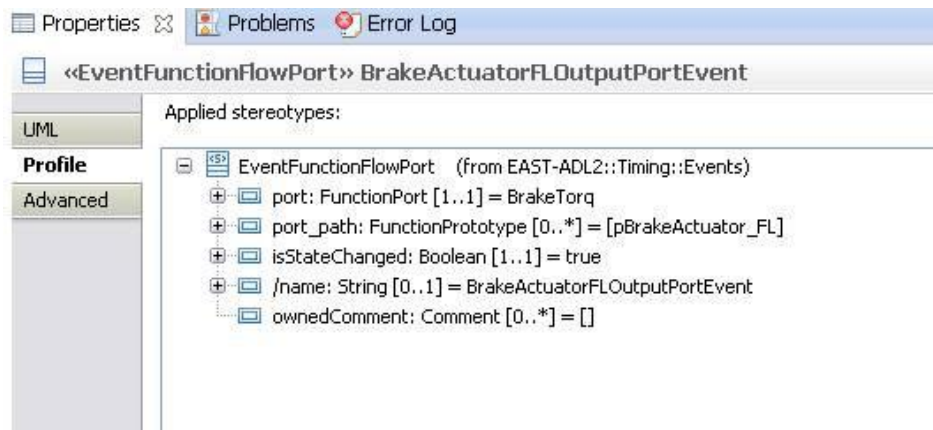 Properties Problems Error Log
«EventFunctionFlowPort» BrakeActuatorFLOutputPortEvent
Applied stereotypes:
UML
Profile
Advanced
EventFunctionFlowPort (from EAST-ADL2::Timing::Events)
port: FunctionPort [1..1] = BrakeTorq
port_path: FunctionPrototype [0..*] = [pBrakeActuator_FL]
isStateChanged: Boolean [1..1] = true
/name: String [0..1] = BrakeActuatorFLOutputPortEvent
ownedComment: Comment [0..*] = []